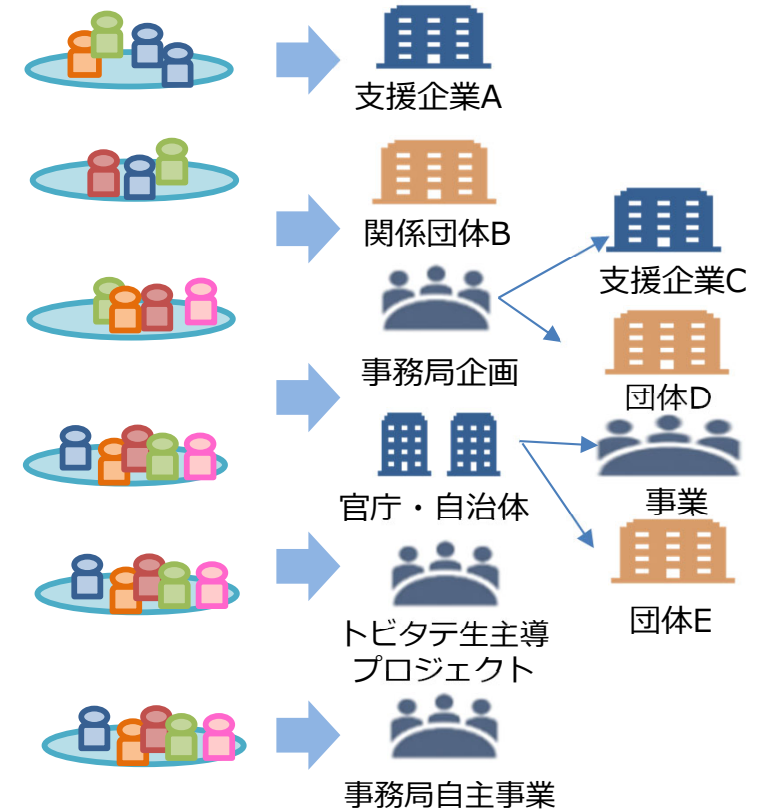 支援企業A
関係団体B
支援企業C
事務局企画
団体D
官庁・自治体
事業
トビタテ生主導
プロジェクト
団体E
事務局自主事業